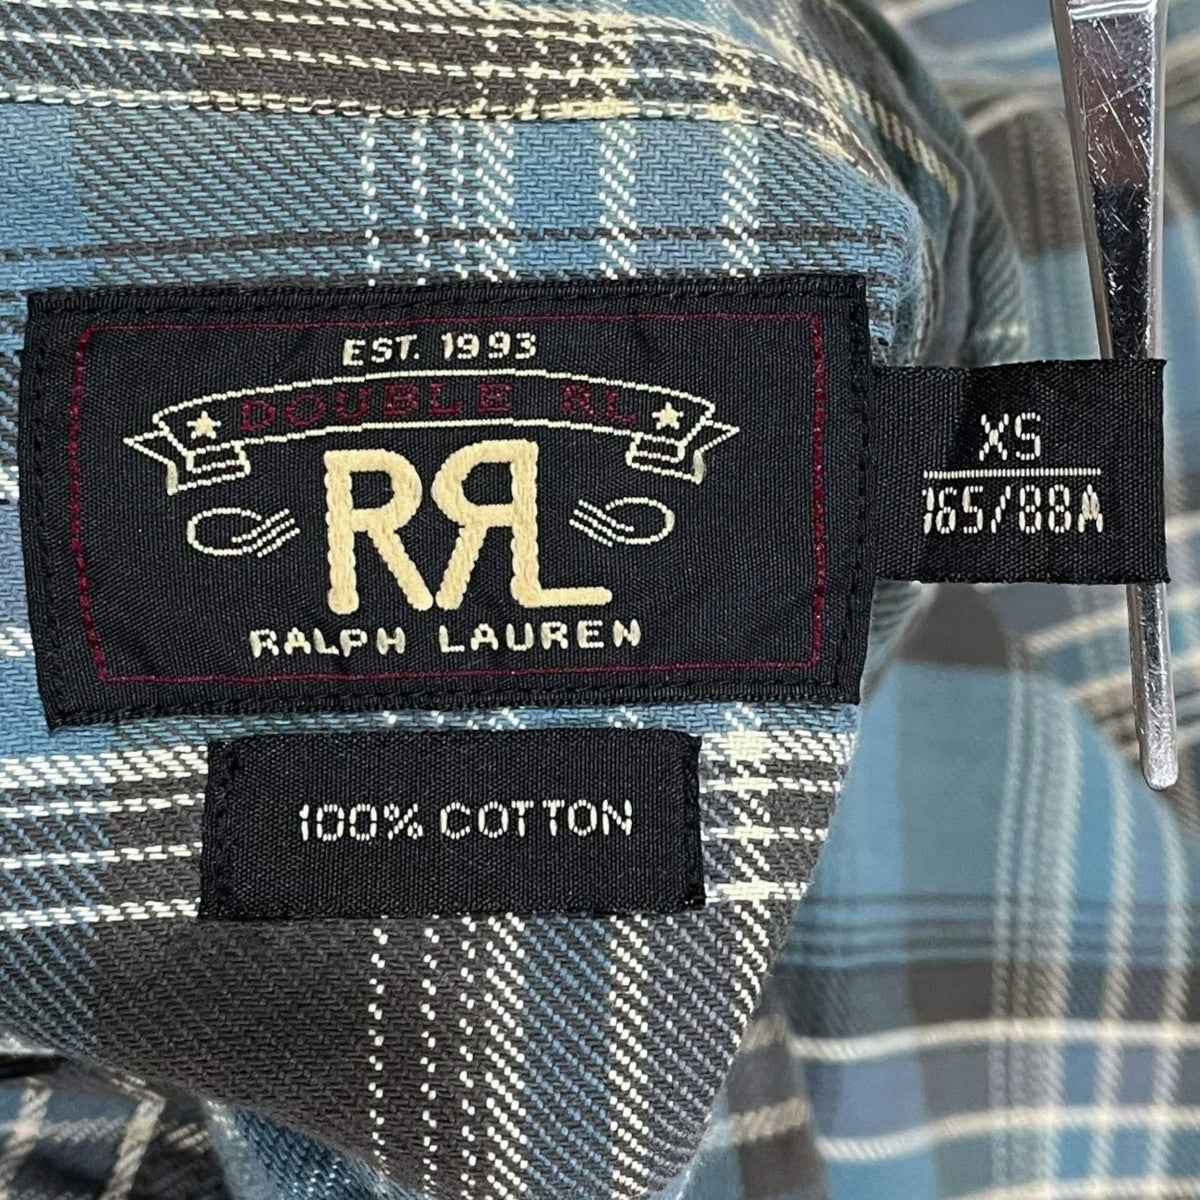 EST. 1993
DOUBLE RL
RRL
RALPH LAUREN
XS
165/88A
100% COTTON